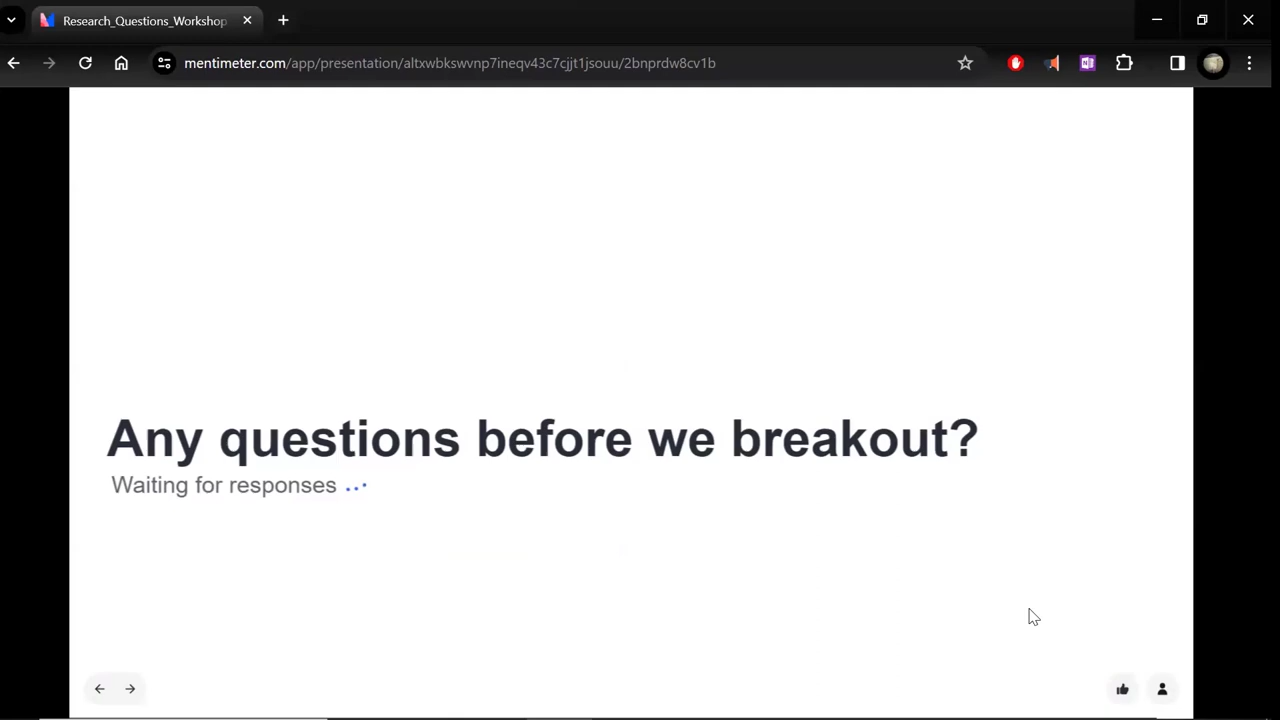 Research_Questions_Workshop
mentimeter.com/app/presentation/altxwbkswvnp7ineqv43c7cjjt1jsouu/2bnprdw8cv1b
Any questions before we breakout?
Waiting for responses